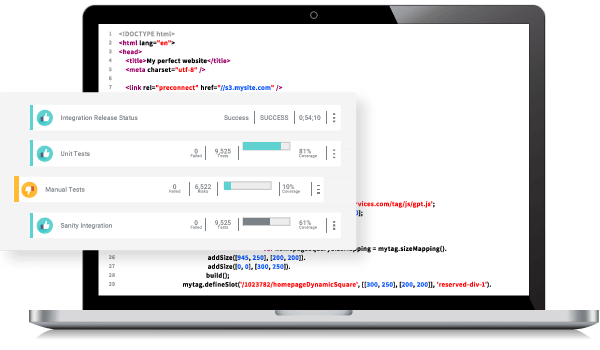 1 <!DOCTYPE html>
2 <html lang="en">
3 <head>
4 <title>My perfect website</title>
5 <meta charset="utf-8" />
6
7 <link rel="preconnect" href="//s3.mysite.com" />
Integration Release Status Success SUCCESS 0;54;10
Unit Tests 0 Failed 9,525 Tests 81% Coverage
rvices.com/tag/js/gpt.js';
0];
Manual Tests 0 Failed 6,522 Risks 10% Coverage
Sanity Integration 0 Failed 9,525 Tests 61% Coverage
mapping = mytag.sizeMapping().
26 addSize([945, 250], [200, 200]).
27 addSize([0, 0], [300, 250]).
28 build();
29 mytag.defineSlot('/1023782/homepageDynamicSquare', [[300, 250], [200, 200]], 'reserved-div-1').